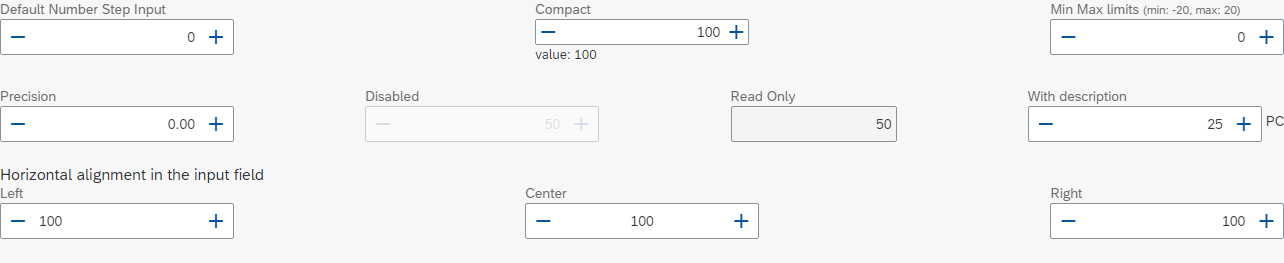 Default Number Step Input
Compact
Min Max limits (min: -20, max: 20)
0
100
0
value: 100
Precision
Disabled
Read Only
With description
0.00
50
50
25
PC
Horizontal alignment in the input field
Left
Center
Right
100
100
100